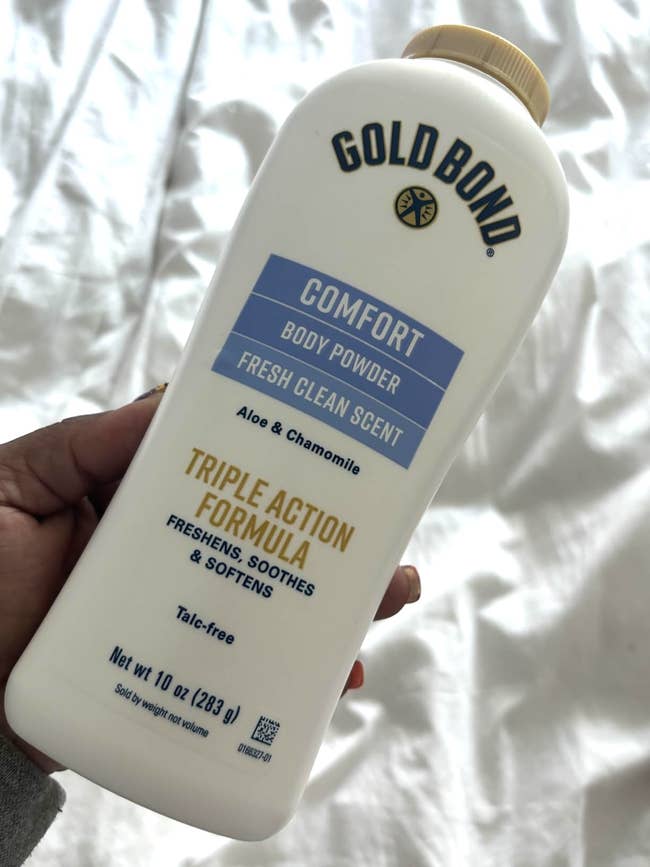 GOLD BOND
®
COMFORT
BODY POWDER
FRESH CLEAN SCENT
Aloe & Chamomile
TRIPLE ACTION
FORMULA
FRESHENS, SOOTHES
& SOFTENS
Talc-free
Net wt 10 oz (283 g)
Sold by weight not volume
0168327-01